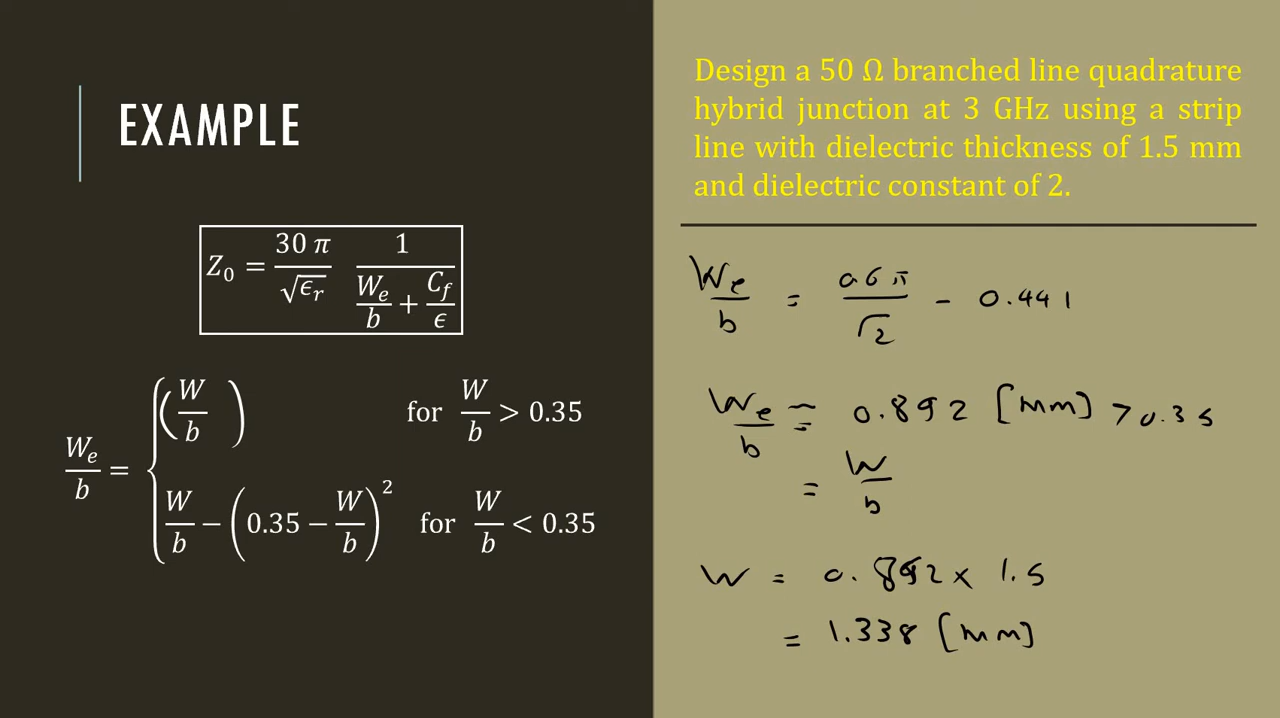 EXAMPLE
Z₀ = 30 π / √ϵᵣ · 1 / (Wₑ/b + C_f/ϵ)
Wₑ/b = { (W/b) for W/b > 0.35
W/b − (0.35 − W/b)² for W/b < 0.35
Design a 50 Ω branched line quadrature
hybrid junction at 3 GHz using a strip
line with dielectric thickness of 1.5 mm
and dielectric constant of 2.
Wₑ/b = 0.6 π / √2 − 0.441
Wₑ/b = 0.892 [mm] > 0.35
= W/b
W = 0.892 × 1.5
= 1.338 [mm]